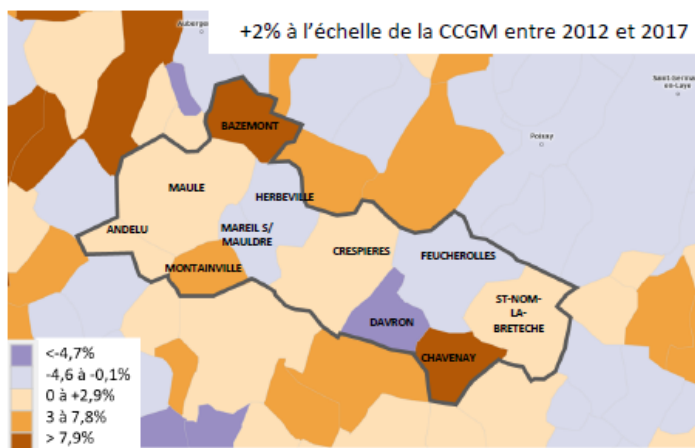 +2% à l'échelle de la CCGM entre 2012 et 2017
BAZEMONT
Poissy
MAULE
HERBEVILLE
ANDELU
MAREIL S/
MAULDRE
CRESPIERES
FEUCHEROLLES
MONTAINVILLE
ST-NOM-
LA-
BRETECHE
DAVRON
CHAVENAY
<-4,7%
-4,6 à -0,1%
0 à +2,9%
3 à 7,8%
> 7,9%